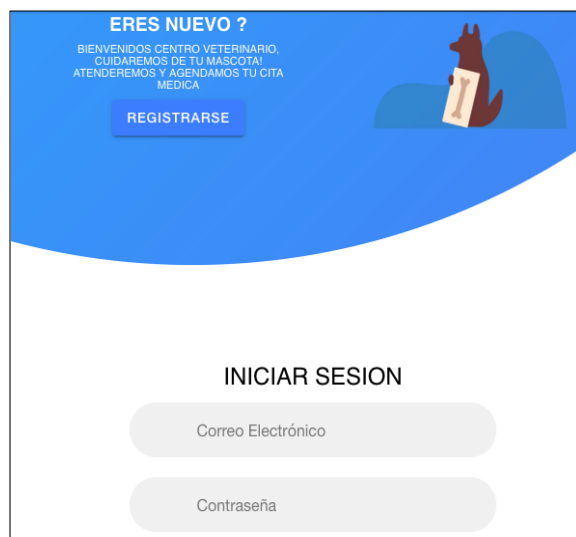 ERES NUEVO ?
BIENVENIDOS CENTRO VETERINARIO,
CUIDAREMOS DE TU MASCOTA!
ATENDEREMOS Y AGENDAMOS TU CITA
MEDICA
REGISTRARSE
INICIAR SESION
Correo Electrónico
Contraseña